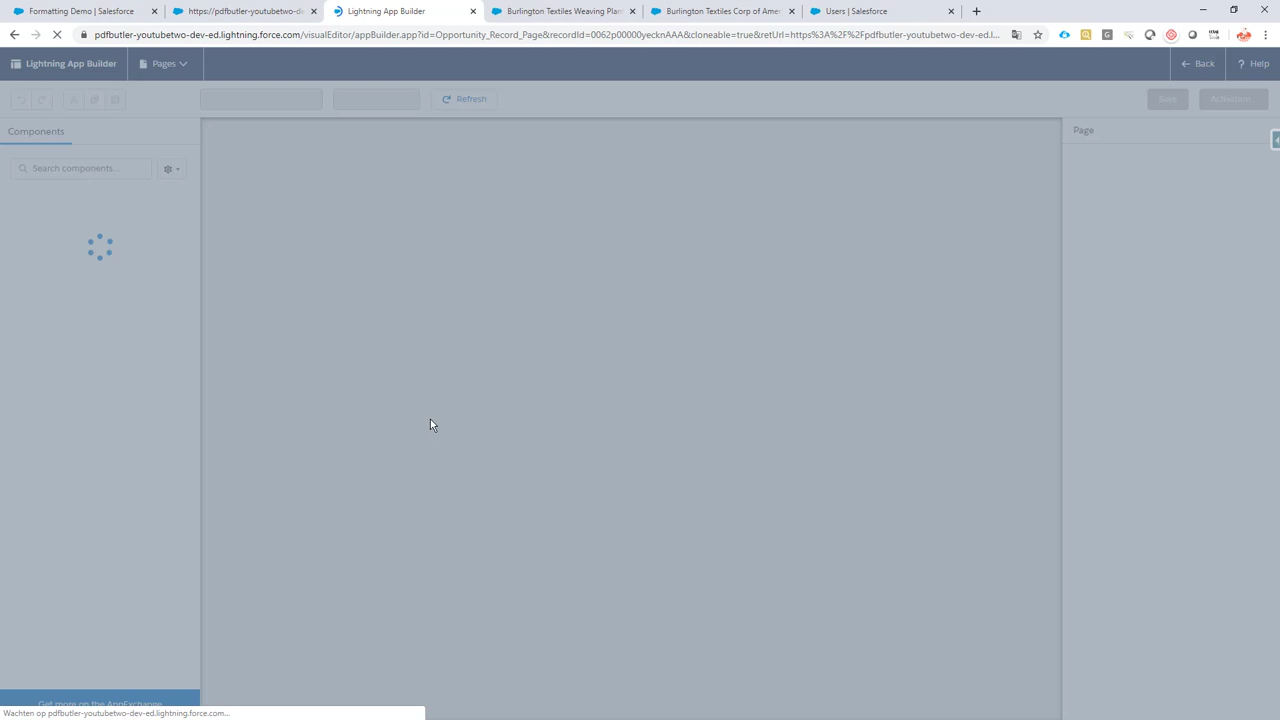 Formatting Demo | Salesforce
https://pdfbutler-youtubetwo-de
Lightning App Builder
Burlington Textiles Weaving Plan
Burlington Textiles Corp of Amer
Users | Salesforce
pdfbutler-youtubetwo-dev-ed.lightning.force.com/visualEditor/appBuilder.app?id=Opportunity_Record_Page&recordId=0062p00000yecknAAA&cloneable=true&retUrl=https%3A%2F%2Fpdfbutler-youtubetwo-dev-ed.l...
Lightning App Builder
Pages
Back
? Help
Refresh
Save
Activation...
Components
Page
Search components...
Get more on the AppExchange
Wachten op pdfbutler-youtubetwo-dev-ed.lightning.force.com...